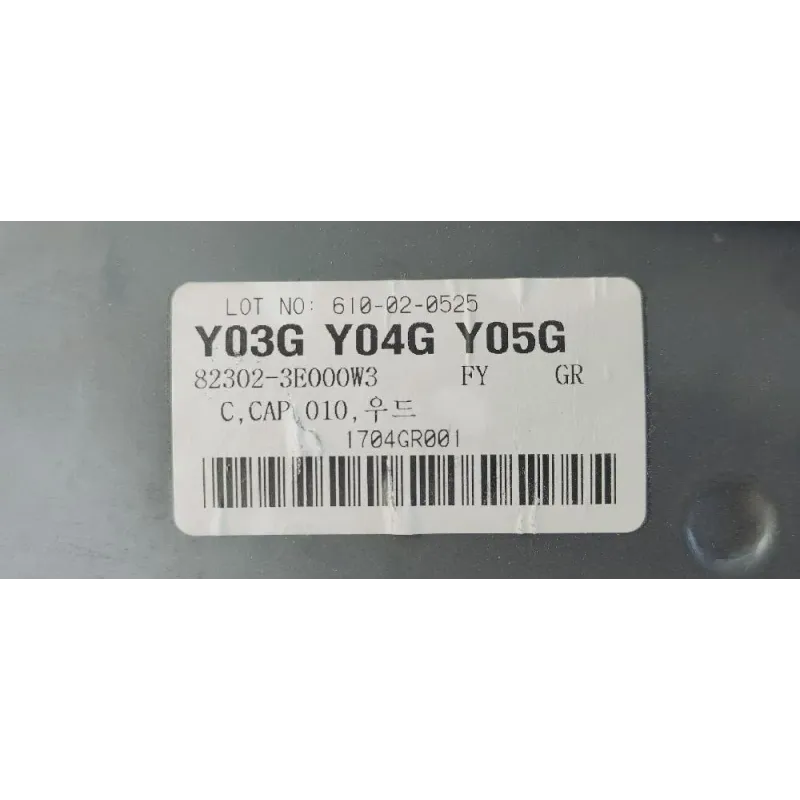 LOT NO: 610-02-0525
Y03G Y04G Y05G
82302-3E000W3 FY GR
C,CAP,010,우드
1704GR001